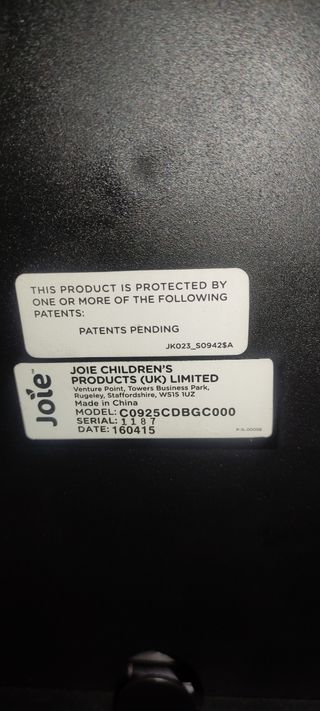 THIS PRODUCT IS PROTECTED BY
ONE OR MORE OF THE FOLLOWING
PATENTS:
PATENTS PENDING
JK023_S0942$A
Joie™
JOIE CHILDREN'S
PRODUCTS (UK) LIMITED
Venture Point, Towers Business Park,
Rugeley, Staffordshire, WS15 1UZ
Made in China
MODEL: C0925CDBGC000
SERIAL: 1187
DATE: 160415